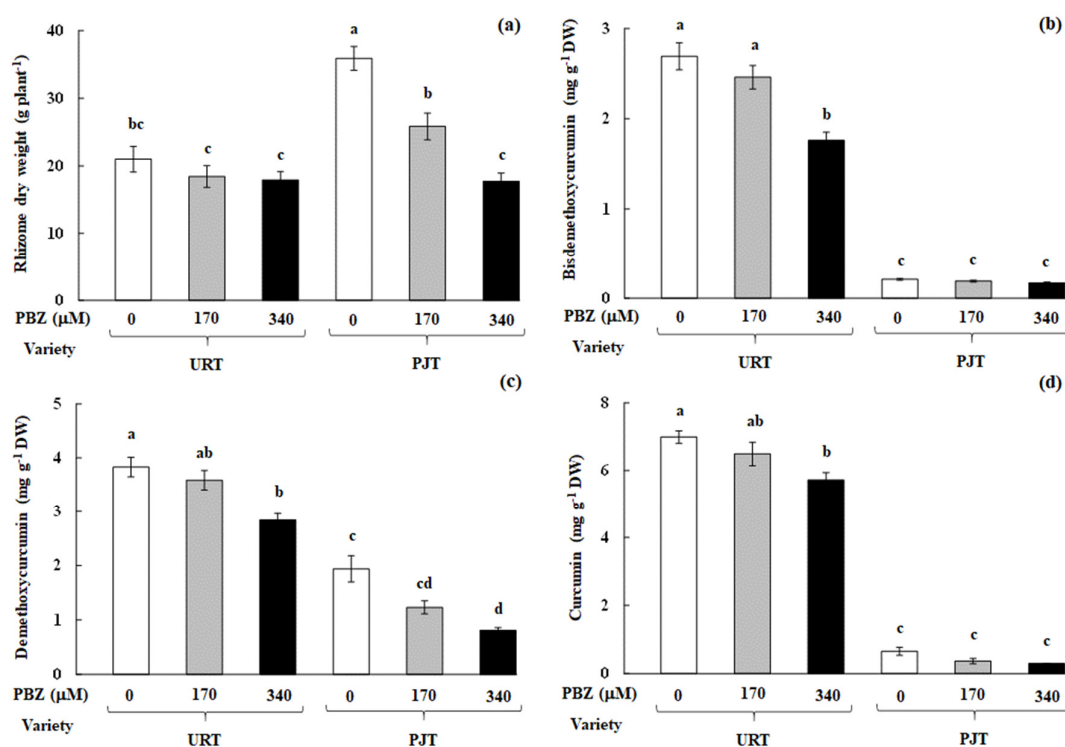 (a)
Rhizome dry weight (g plant-1)
40
30
20
10
0
bc
c
c
a
b
c
PBZ (μM)
0
170
340
0
170
340
Variety
URT
PJT
(b)
Bisdemethoxycurcumin (mg g-1 DW)
3
2
1
0
a
a
b
c
c
c
PBZ (μM)
0
170
340
0
170
340
Variety
URT
PJT
(c)
Demethoxycurcumin (mg g-1 DW)
5
4
3
2
1
0
a
ab
b
c
cd
d
PBZ (μM)
0
170
340
0
170
340
Variety
URT
PJT
(d)
Curcumin (mg g-1 DW)
8
6
4
2
0
a
ab
b
c
c
c
PBZ (μM)
0
170
340
0
170
340
Variety
URT
PJT